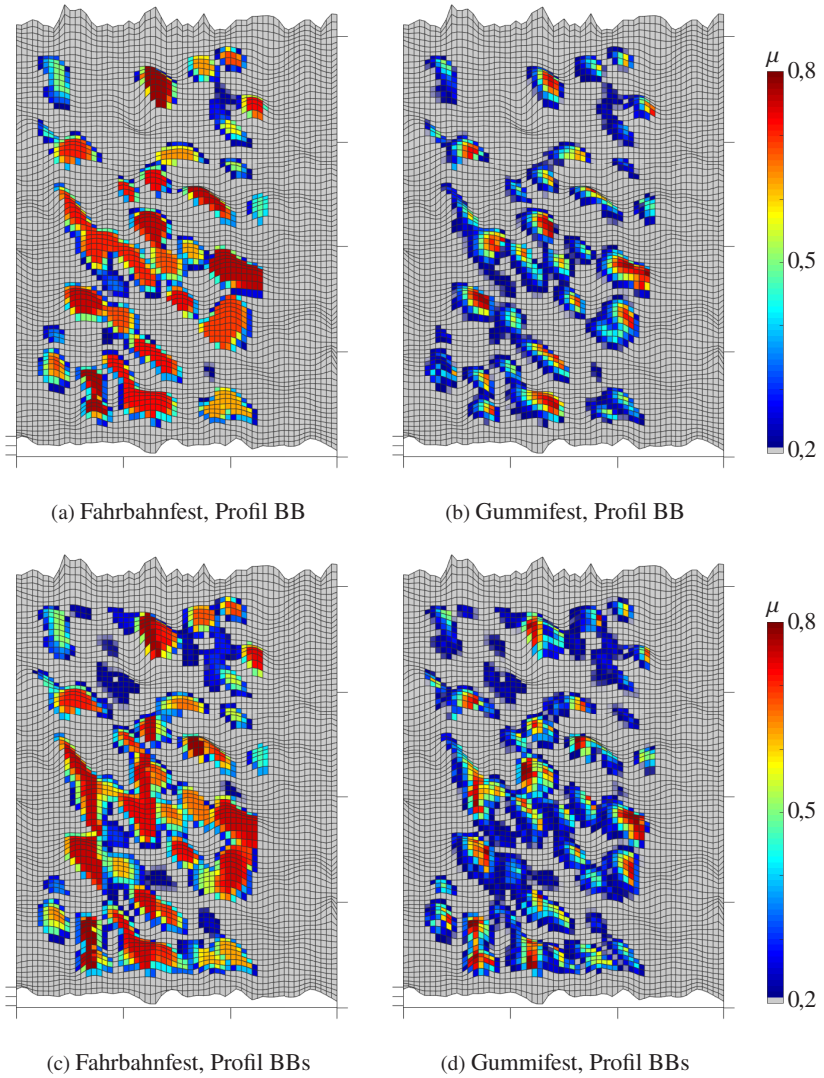 μ
0,8
0,5
0,2
(a) Fahrbahnfest, Profil BB
(b) Gummifest, Profil BB
μ
0,8
0,5
0,2
(c) Fahrbahnfest, Profil BBs
(d) Gummifest, Profil BBs